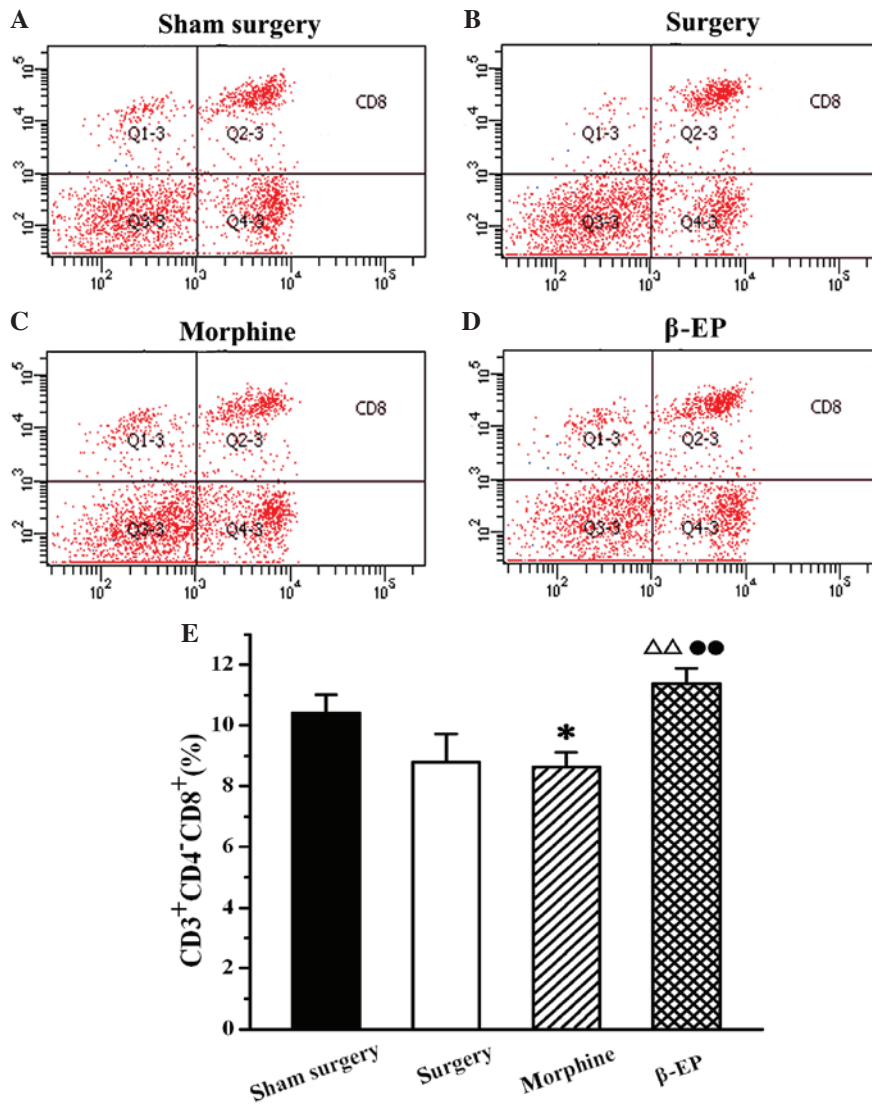 A
Sham surgery
B
Surgery
10^5
10^4
10^3
10^2
Q1-3
Q2-3
CD8
Q3-3
Q4-3
10^2
10^3
10^4
10^5
10^5
10^4
10^3
10^2
Q1-3
Q2-3
CD8
Q3-3
Q4-3
10^2
10^3
10^4
10^5
C
Morphine
D
β-EP
10^5
10^4
10^3
10^2
Q1-3
Q2-3
CD8
Q3-3
Q4-3
10^2
10^3
10^4
10^5
10^5
10^4
10^3
10^2
Q1-3
Q2-3
CD8
Q3-3
Q4-3
10^2
10^3
10^4
10^5
E
CD3⁺CD4⁻CD8⁺(%)
12
10
8
6
4
2
0
△△ ●●
*
Sham surgery
Surgery
Morphine
β-EP